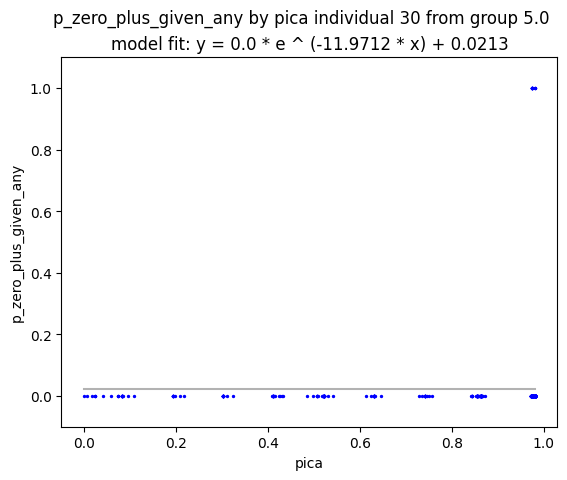 p_zero_plus_given_any by pica individual 30 from group 5.0
model fit: y = 0.0 * e ^ (-11.9712 * x) + 0.0213
p_zero_plus_given_any
1.0
0.8
0.6
0.4
0.2
0.0
0.0 0.2 0.4 0.6 0.8 1.0
pica